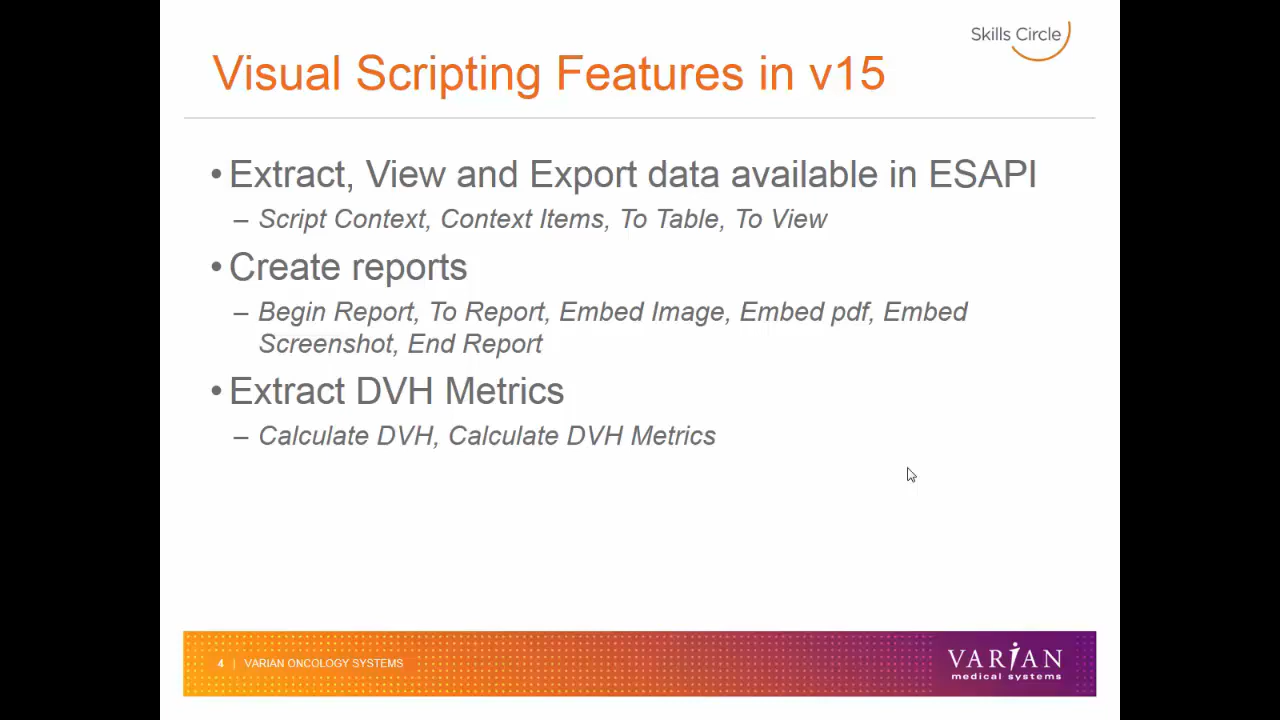 Skills Circle
Visual Scripting Features in v15
• Extract, View and Export data available in ESAPI
– Script Context, Context Items, To Table, To View
• Create reports
– Begin Report, To Report, Embed Image, Embed pdf, Embed
Screenshot, End Report
• Extract DVH Metrics
– Calculate DVH, Calculate DVH Metrics
4 | VARIAN ONCOLOGY SYSTEMS
VARIAN
medical systems